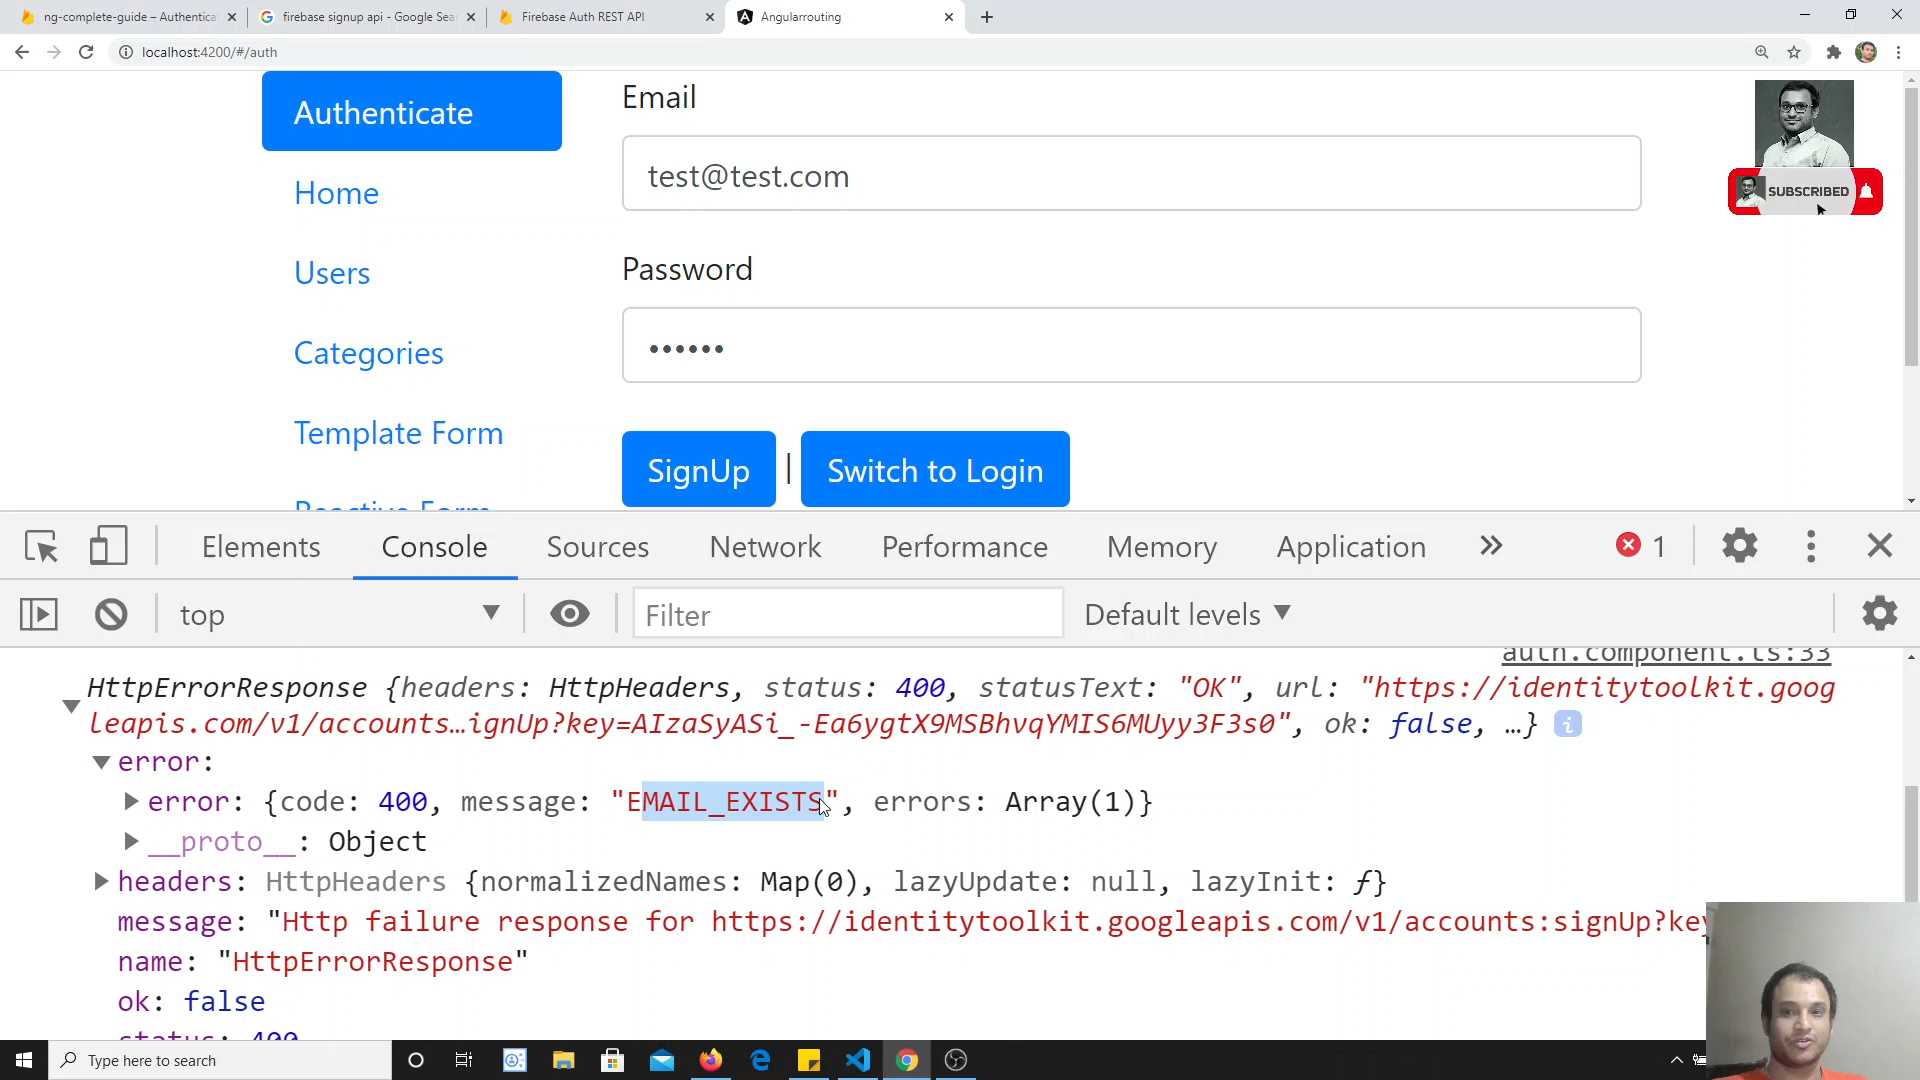 ng-complete-guide – Authentica
firebase signup api - Google Sea
Firebase Auth REST API
Angularrouting
localhost:4200/#/auth
Authenticate
Home
Users
Categories
Template Form
Reactive Form
Email
test@test.com
Password
••••••
SignUp | Switch to Login
SUBSCRIBED
Elements Console Sources Network Performance Memory Application 1
top Filter Default levels
auth.component.ts:33
HttpErrorResponse {headers: HttpHeaders, status: 400, statusText: "OK", url: "https://identitytoolkit.goog
leapis.com/v1/accounts…ignUp?key=AIzaSyASi_-Ea6ygtX9MSBhvqYMIS6MUyy3F3s0", ok: false, …} i
error:
error: {code: 400, message: "EMAIL_EXISTS", errors: Array(1)}
__proto__: Object
headers: HttpHeaders {normalizedNames: Map(0), lazyUpdate: null, lazyInit: ƒ}
message: "Http failure response for https://identitytoolkit.googleapis.com/v1/accounts:signUp?key
name: "HttpErrorResponse"
ok: false
status: 400
Type here to search